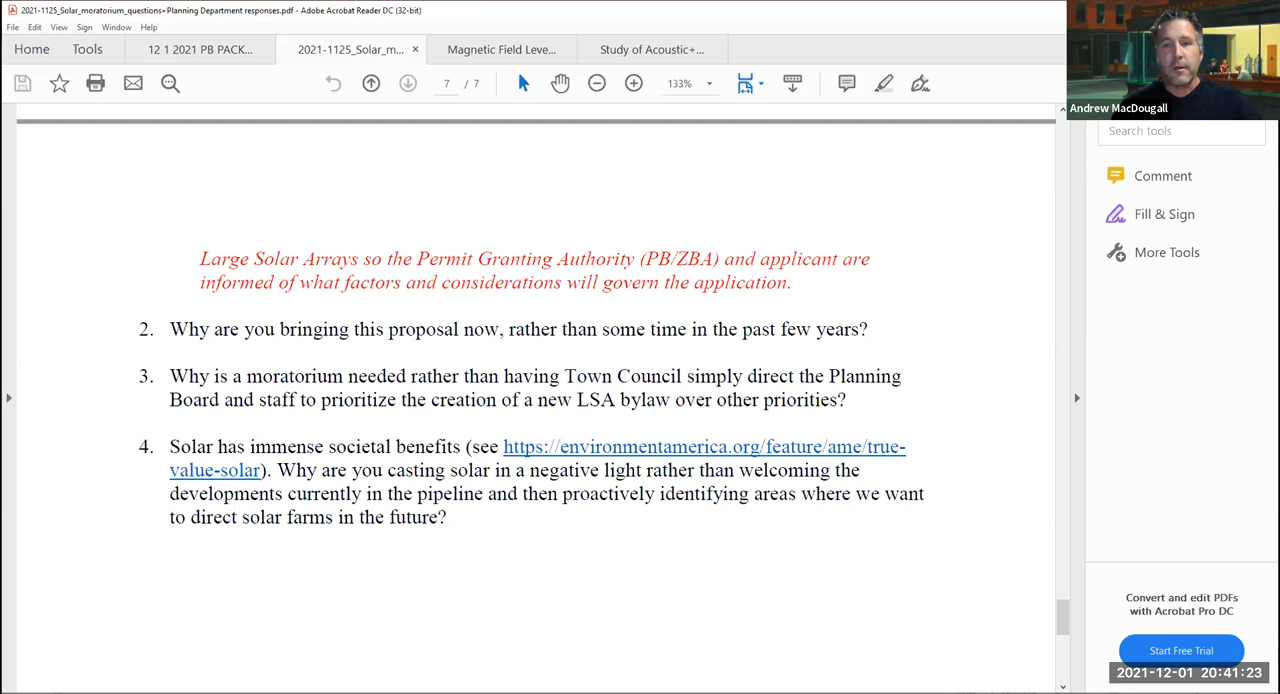 2021-1125_Solar_moratorium_questions+Planning Department responses.pdf - Adobe Acrobat Reader DC (32-bit)
File Edit View Sign Window Help
Home Tools 12 1 2021 PB PACK... 2021-1125_Solar_m... × Magnetic Field Leve... Study of Acoustic+...
7 / 7 133%
Andrew MacDougall
Search tools
Comment
Fill & Sign
More Tools
Large Solar Arrays so the Permit Granting Authority (PB/ZBA) and applicant are
informed of what factors and considerations will govern the application.
2. Why are you bringing this proposal now, rather than some time in the past few years?
3. Why is a moratorium needed rather than having Town Council simply direct the Planning
Board and staff to prioritize the creation of a new LSA bylaw over other priorities?
4. Solar has immense societal benefits (see https://environmentamerica.org/feature/ame/true-
value-solar). Why are you casting solar in a negative light rather than welcoming the
developments currently in the pipeline and then proactively identifying areas where we want
to direct solar farms in the future?
Convert and edit PDFs
with Acrobat Pro DC
Start Free Trial
2021-12-01 20:41:23